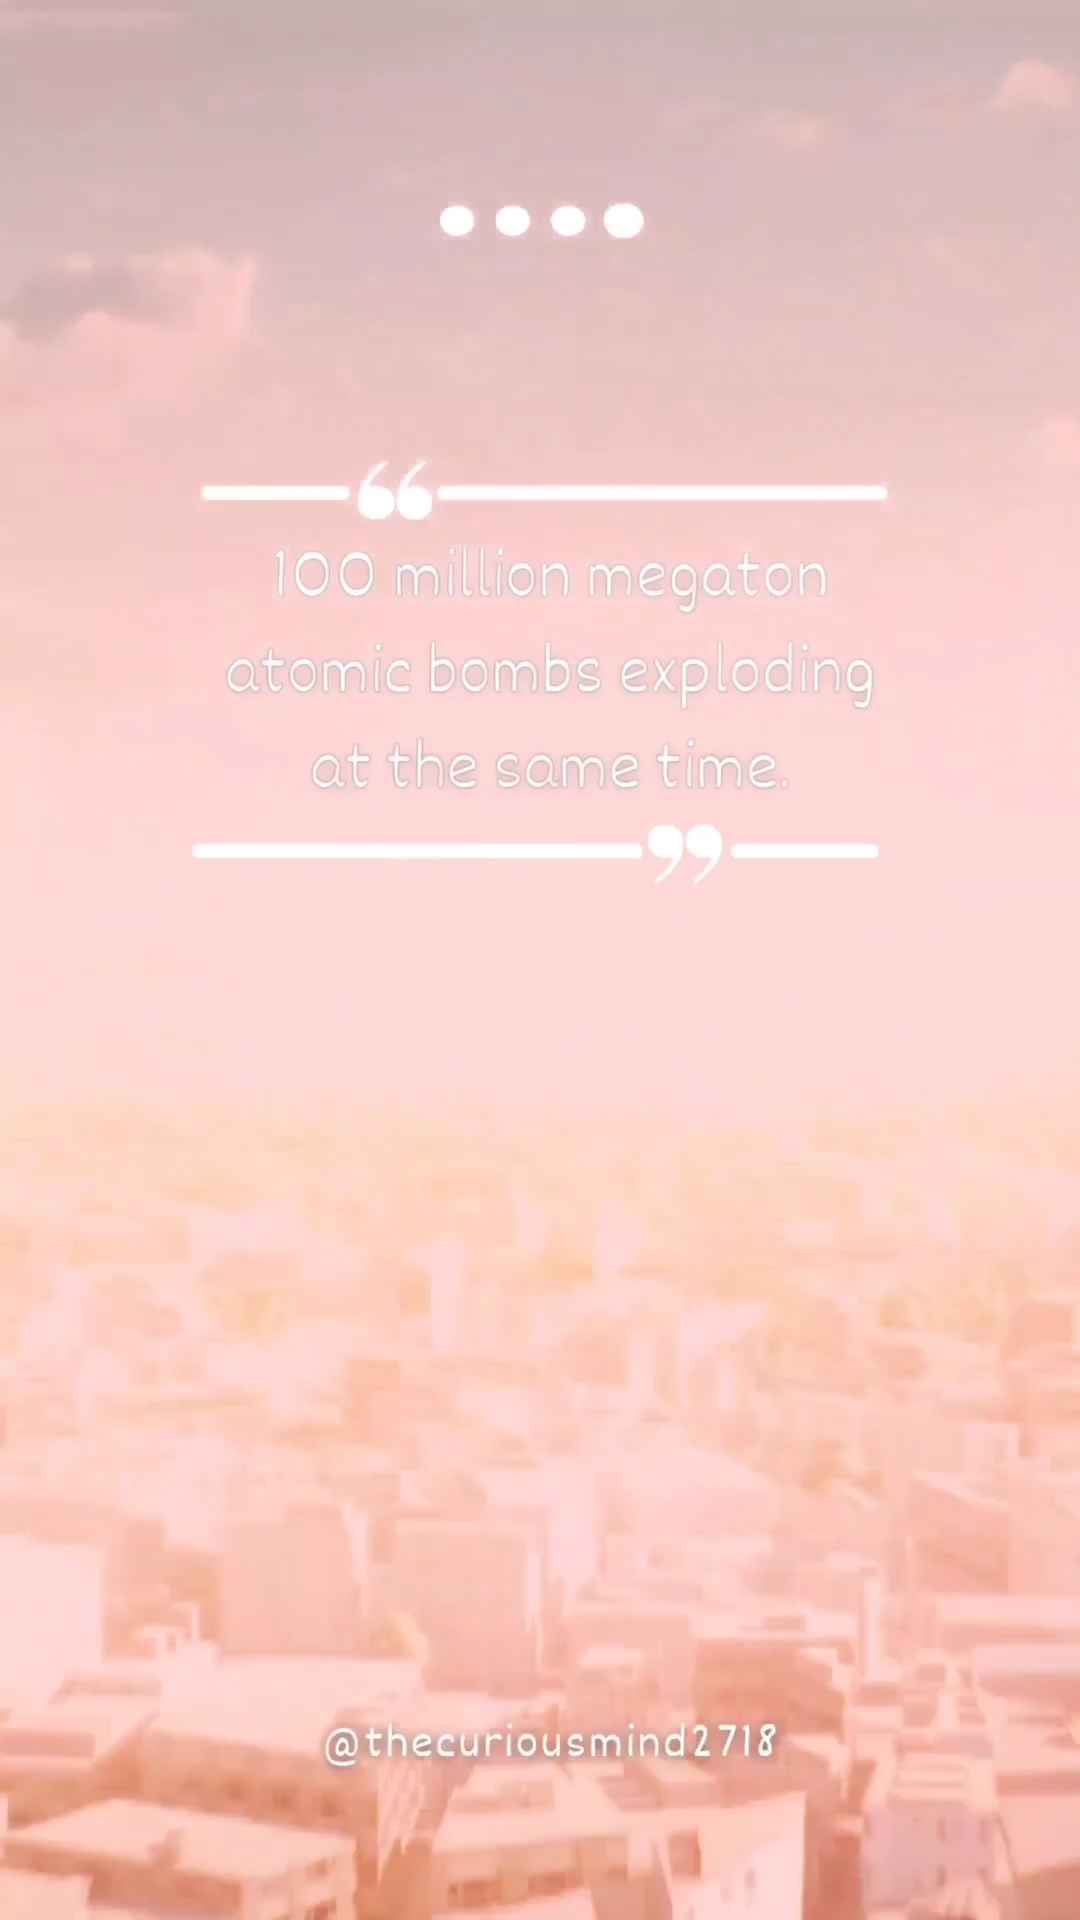 “
100 million megaton
atomic bombs exploding
at the same time.
”
@thecuriousmind2718